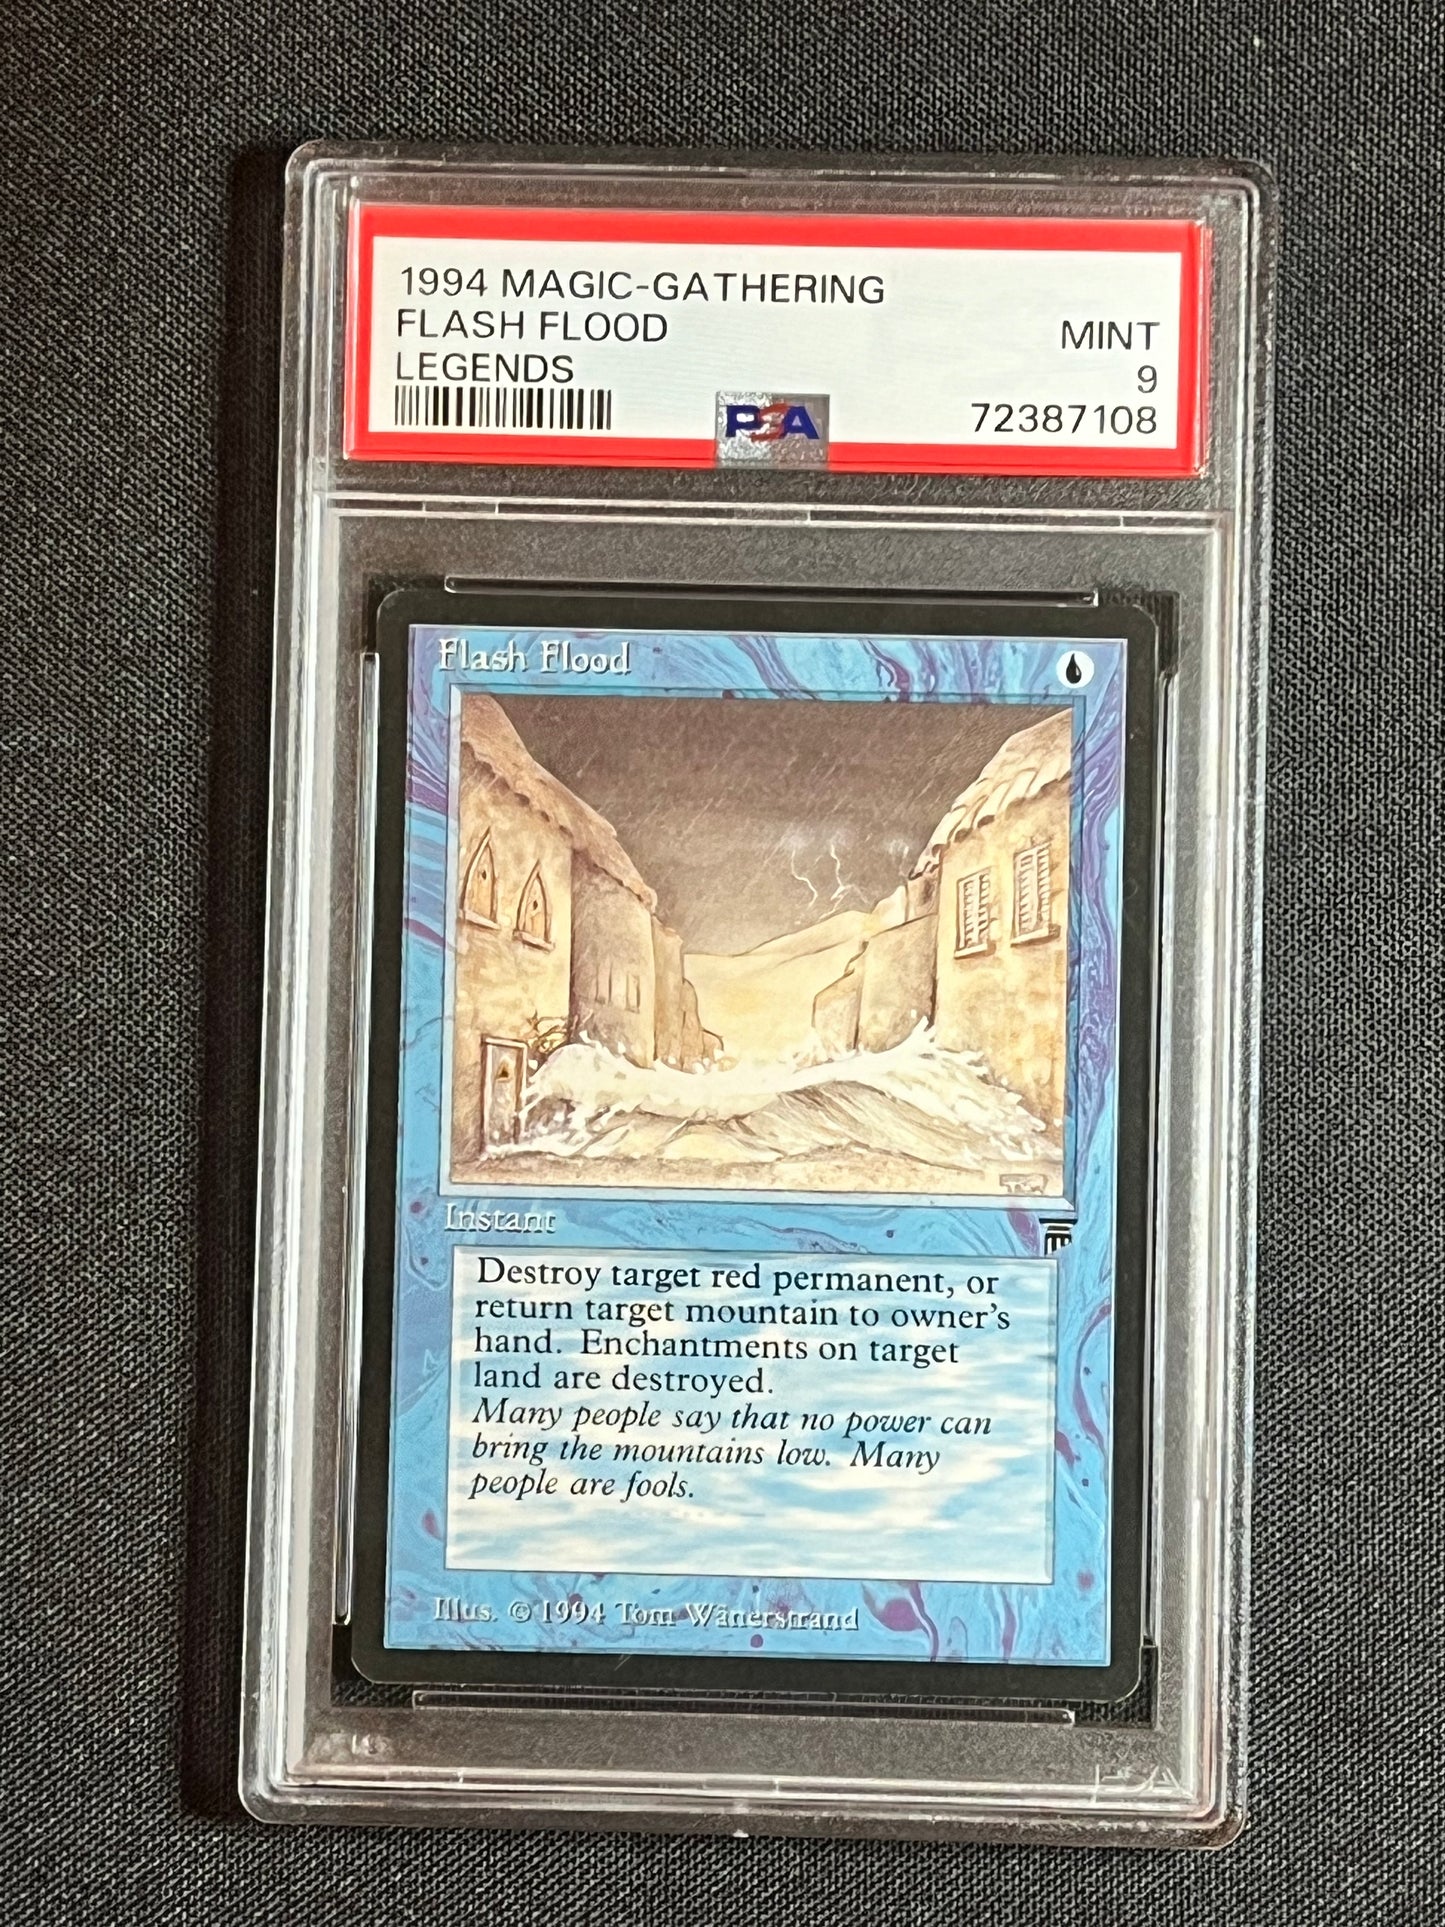 1994 MAGIC-GATHERING
FLASH FLOOD
LEGENDS
MINT
9
72387108
PSA
Flash Flood
Instant
Destroy target red permanent, or
return target mountain to owner's
hand. Enchantments on target
land are destroyed.
Many people say that no power can
bring the mountains low. Many
people are fools.
Illus. © 1994 Tom Wänerstrand